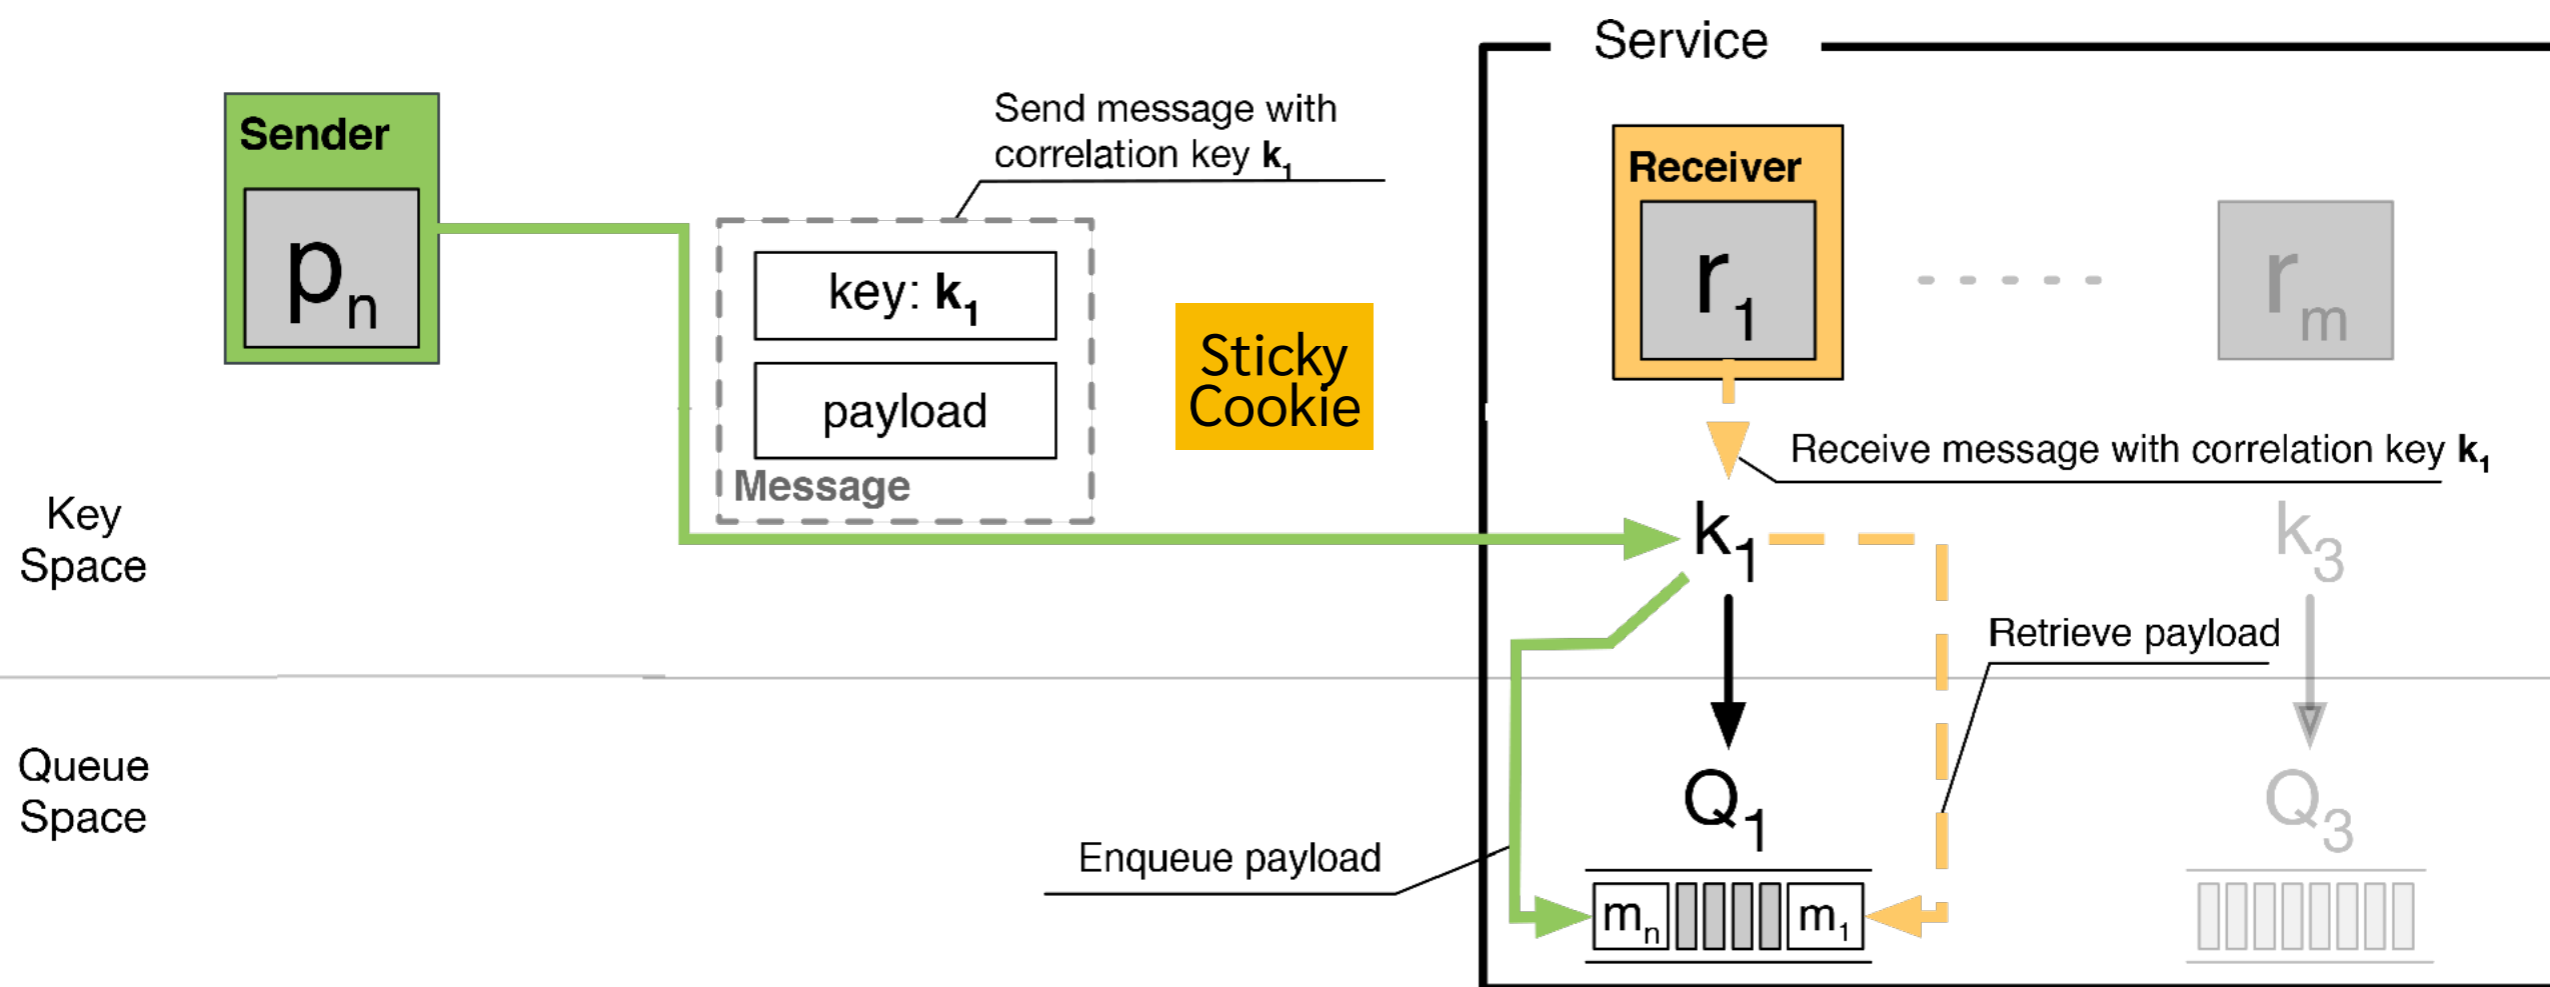 Service
Sender
pn
Send message with
correlation key k1
key: k1
payload
Message
Sticky
Cookie
Receiver
r1
rm
Receive message with correlation key k1
Key
Space
k1
k3
Retrieve payload
Queue
Space
Q1
Q3
Enqueue payload
mn
m1